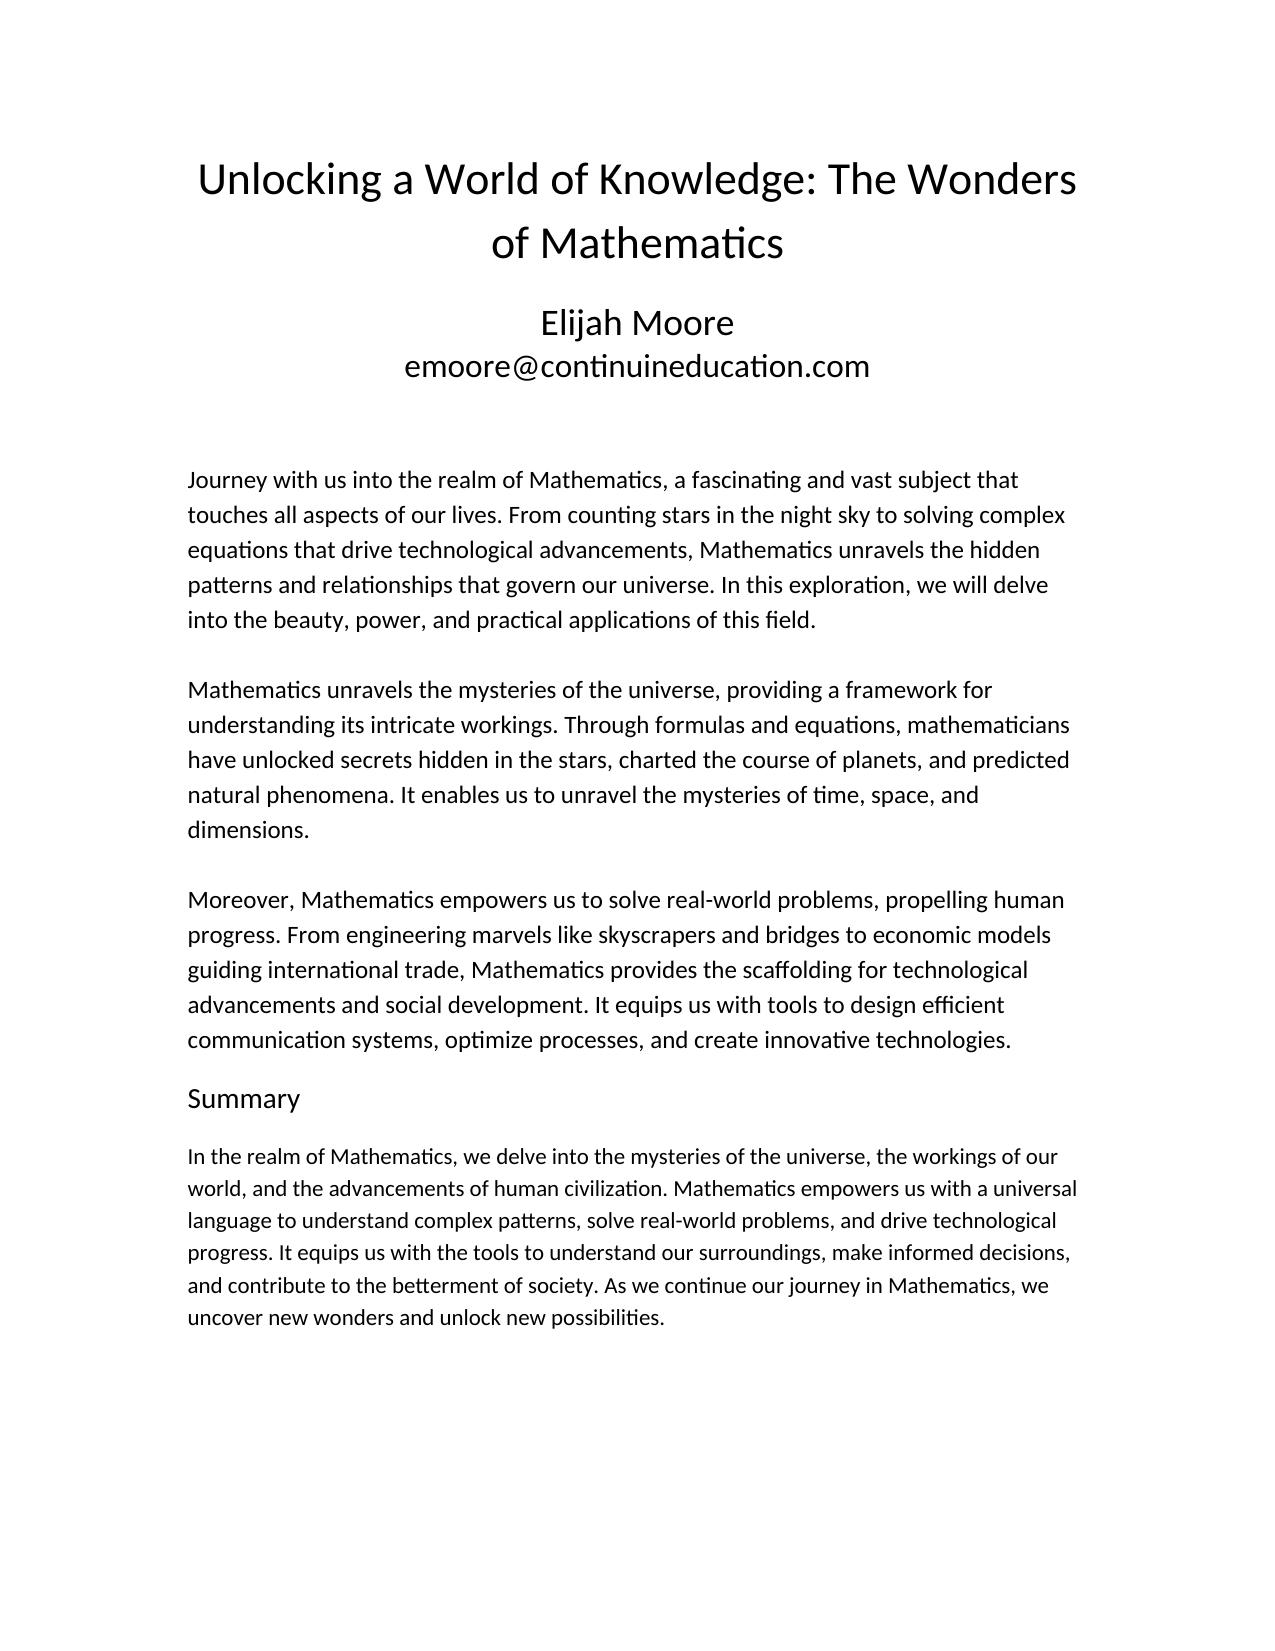 Unlocking a World of Knowledge: The Wonders
of Mathematics
Elijah Moore
emoore@continuineducation.com
Journey with us into the realm of Mathematics, a fascinating and vast subject that
touches all aspects of our lives. From counting stars in the night sky to solving complex
equations that drive technological advancements, Mathematics unravels the hidden
patterns and relationships that govern our universe. In this exploration, we will delve
into the beauty, power, and practical applications of this field.
Mathematics unravels the mysteries of the universe, providing a framework for
understanding its intricate workings. Through formulas and equations, mathematicians
have unlocked secrets hidden in the stars, charted the course of planets, and predicted
natural phenomena. It enables us to unravel the mysteries of time, space, and
dimensions.
Moreover, Mathematics empowers us to solve real-world problems, propelling human
progress. From engineering marvels like skyscrapers and bridges to economic models
guiding international trade, Mathematics provides the scaffolding for technological
advancements and social development. It equips us with tools to design efficient
communication systems, optimize processes, and create innovative technologies.
Summary
In the realm of Mathematics, we delve into the mysteries of the universe, the workings of our
world, and the advancements of human civilization. Mathematics empowers us with a universal
language to understand complex patterns, solve real-world problems, and drive technological
progress. It equips us with the tools to understand our surroundings, make informed decisions,
and contribute to the betterment of society. As we continue our journey in Mathematics, we
uncover new wonders and unlock new possibilities.